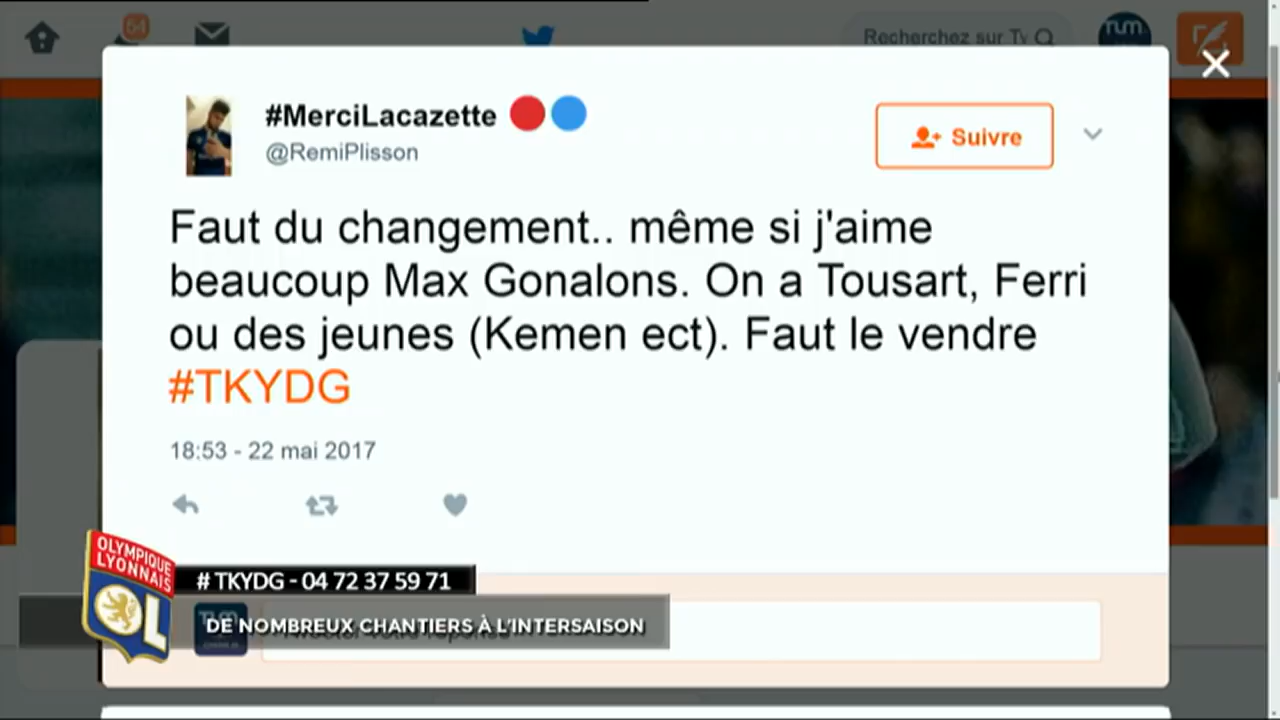 64
Recherchez sur Tw
TLM
#MerciLacazette
@RemiPlisson
Suivre
Faut du changement.. même si j'aime
beaucoup Max Gonalons. On a Tousart, Ferri
ou des jeunes (Kemen ect). Faut le vendre
#TKYDG
18:53 - 22 mai 2017
OLYMPIQUE
LYONNAIS
OL
# TKYDG - 04 72 37 59 71
DE NOMBREUX CHANTIERS À L'INTERSAISON